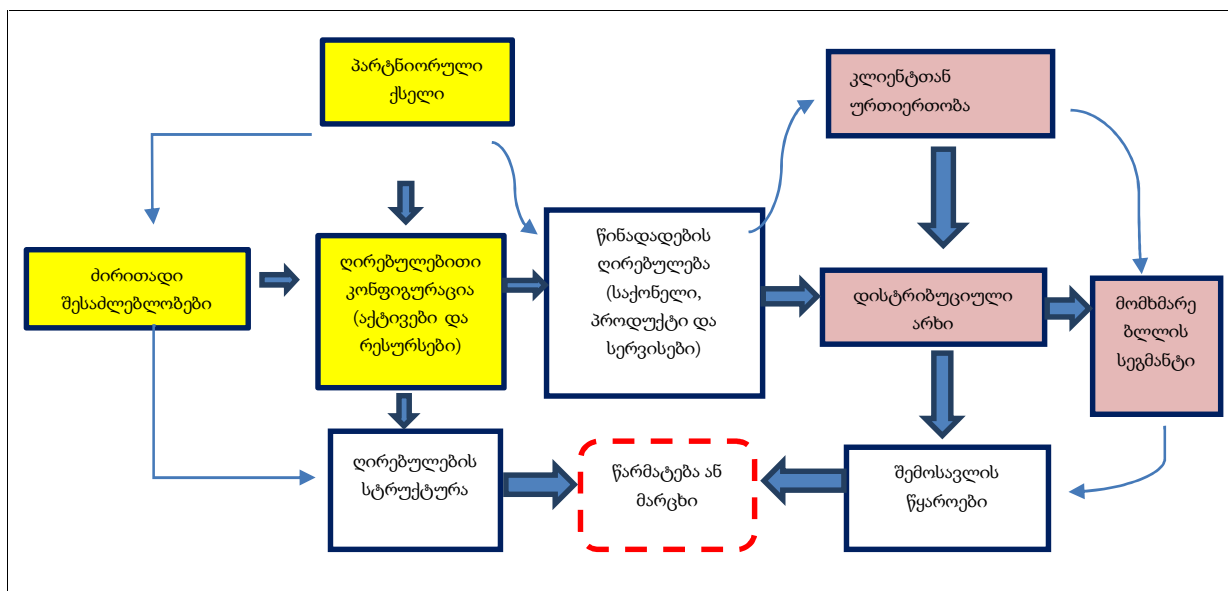 პარტნიორული
ქსელი
კლიენტთან
ურთიერთობა
ძირითადი
შესაძლებლობები
ღირებულებითი
კონფიგურაცია
(აქტივები და
რესურსები)
წინადადების
ღირებულება
(საქონელი,
პროდუქტი და
სერვისები)
დისტრიბუციული
არხი
მომხმარე
ბლლის
სეგმანტი
ღირებულების
სტრუქტურა
წარმატება ან
მარცხი
შემოსავლის
წყაროები